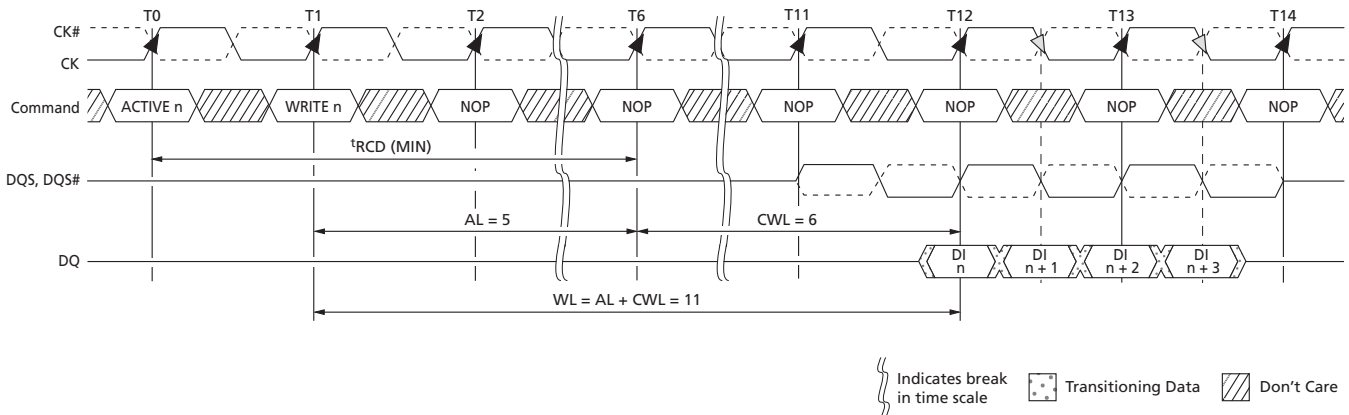 T0 T1 T2 T6 T11 T12 T13 T14
CK#
CK
Command ACTIVE n WRITE n NOP NOP NOP NOP NOP NOP
tRCD (MIN)
DQS, DQS#
AL = 5 CWL = 6
DQ DI n DI n + 1 DI n + 2 DI n + 3
WL = AL + CWL = 11
Indicates break in time scale Transitioning Data Don't Care